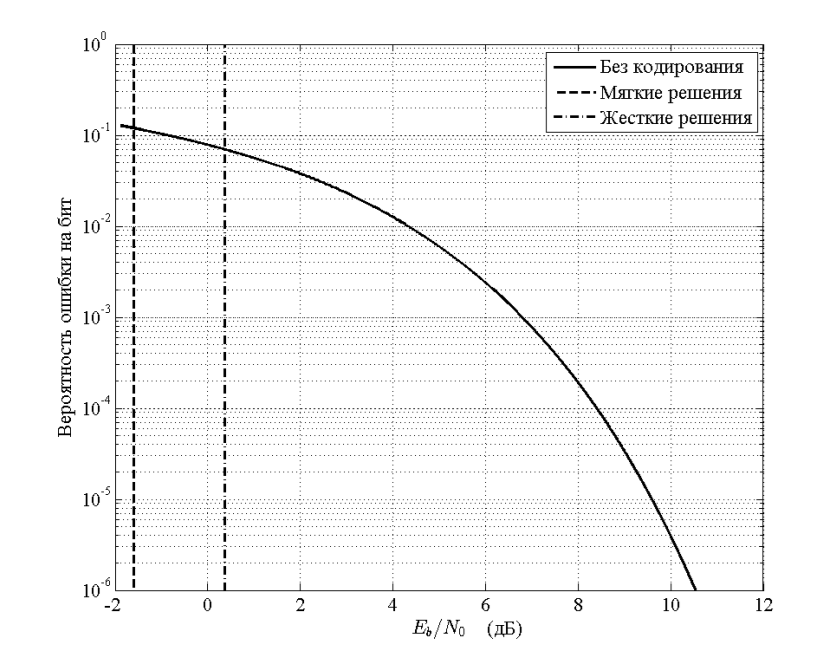 10^0
10^-1
10^-2
10^-3
10^-4
10^-5
10^-6
Вероятность ошибки на бит
Без кодирования
Мягкие решения
Жесткие решения
-2 0 2 4 6 8 10 12
E_b/N_0 (дБ)